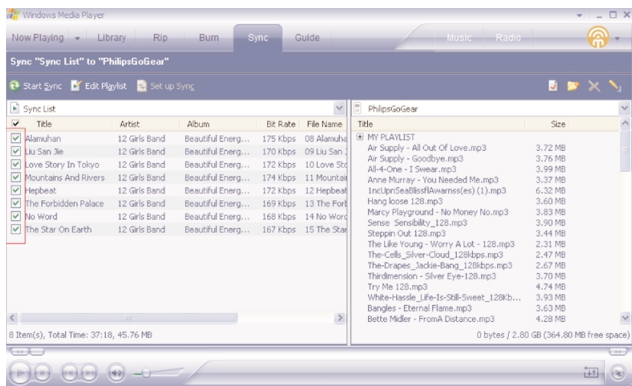 Windows Media Player
Now Playing Library Rip Burn Sync Guide Music Radio
Sync "Sync List" to "PhilipsGoGear"
Start Sync Edit Playlist Set up Sync
Sync List
Title Artist Album Bit Rate File Name
Alamuhan 12 Girls Band Beautiful Energ... 175 Kbps 08 Alamuha
Liu San Jie 12 Girls Band Beautiful Energ... 170 Kbps 09 Liu San J
Love Story In Tokyo 12 Girls Band Beautiful Energ... 172 Kbps 10 Love Sto
Mountains And Rivers 12 Girls Band Beautiful Energ... 174 Kbps 11 Mountai
Hepbeat 12 Girls Band Beautiful Energ... 172 Kbps 12 Hepbeat
The Forbidden Palace 12 Girls Band Beautiful Energ... 169 Kbps 13 The Forb
No Word 12 Girls Band Beautiful Energ... 168 Kbps 14 No Word
The Star On Earth 12 Girls Band Beautiful Energ... 167 Kbps 15 The Star
8 Item(s), Total Time: 37:18, 45.76 MB
PhilipsGoGear
Title Size
MY PLAYLIST
Air Supply - All Out Of Love.mp3 3.72 MB
Air Supply - Goodbye.mp3 3.76 MB
All-4-One - I Swear.mp3 3.99 MB
Anne Murray - You Needed Me.mp3 3.37 MB
1ncUpnSeaBlissflAwarnss(es) (1).mp3 6.32 MB
Hang loose 128.mp3 3.60 MB
Marcy Playground - No Money No.mp3 3.83 MB
Sense Sensibility_128.mp3 3.90 MB
Steppin Out 128.mp3 3.44 MB
The Like Young - Worry A Lot - 128.mp3 2.31 MB
The-Cells_Silver-Cloud_128kbps.mp3 2.47 MB
The-Drapes_Jackie-Bang_128kbps.mp3 2.67 MB
Thirdimension - Silver Eye-128.mp3 3.70 MB
Try Me 128.mp3 4.74 MB
White-Hassle_Life-Is-Still-Sweet_128Kb... 3.93 MB
Bangles - Eternal Flame.mp3 3.63 MB
Bette Midler - FromA Distance.mp3 4.28 MB
0 bytes / 2.80 GB (364.80 MB free space)